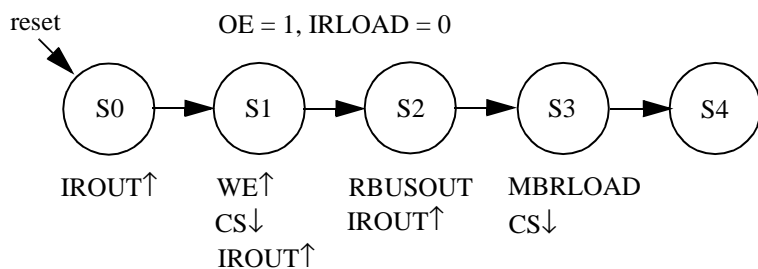 reset
OE = 1, IRLOAD = 0
S0
S1
S2
S3
S4
IROUT↑
WE↑
CS↓
IROUT↑
RBUSOUT
IROUT↑
MBRLOAD
CS↓